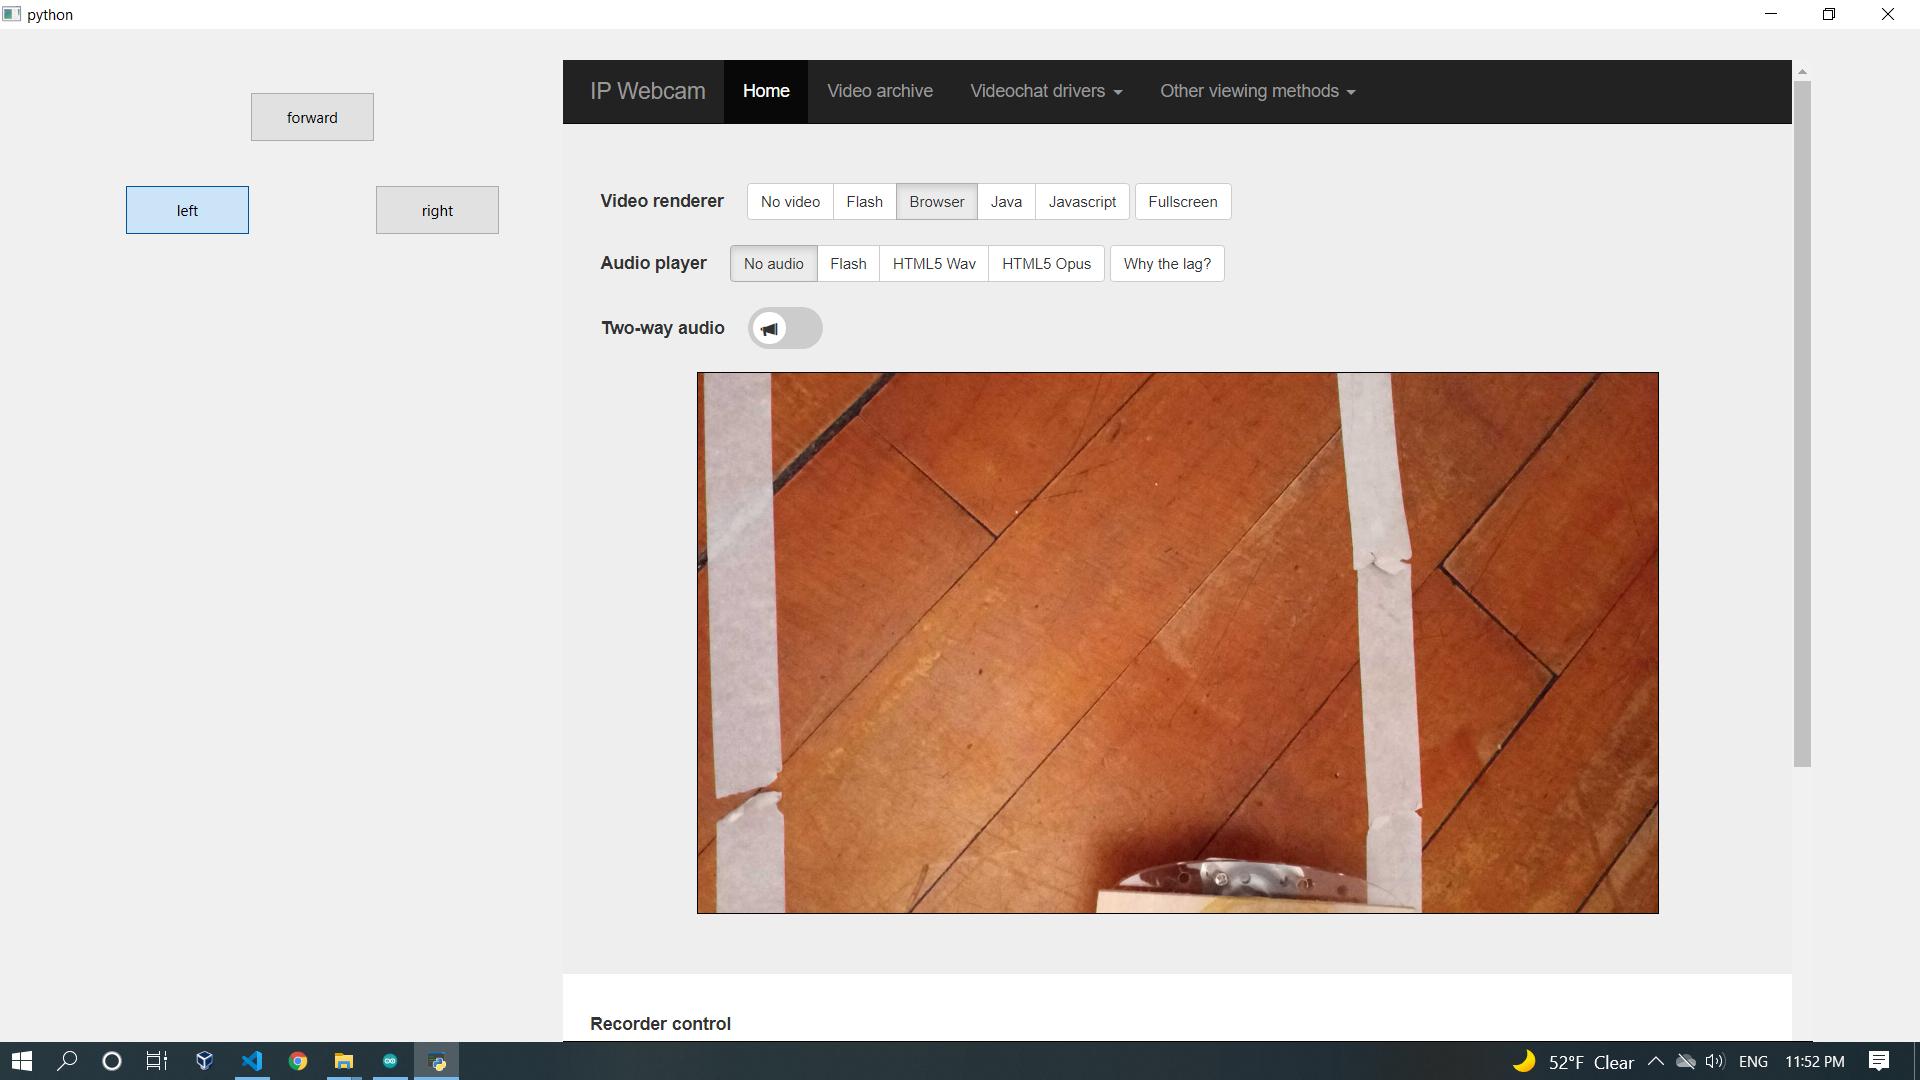 python
forward
left
right
IP Webcam Home Video archive Videochat drivers Other viewing methods
Video renderer No video Flash Browser Java Javascript Fullscreen
Audio player No audio Flash HTML5 Wav HTML5 Opus Why the lag?
Two-way audio
Recorder control
52°F Clear ENG 11:52 PM